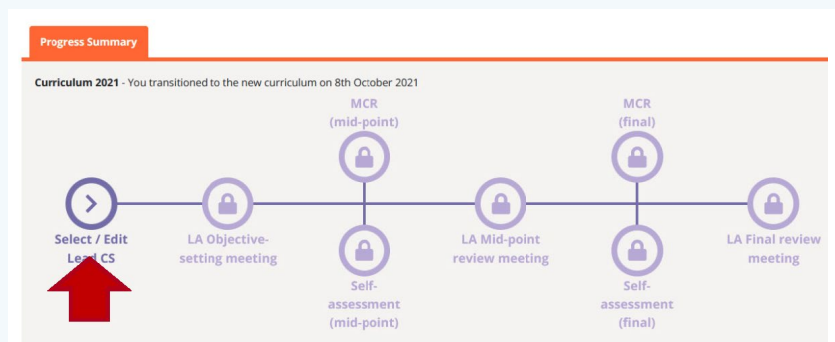 Progress Summary
Curriculum 2021 - You transitioned to the new curriculum on 8th October 2021
MCR
(mid-point)
MCR
(final)
Select / Edit
Lead CS
LA Objective-
setting meeting
LA Mid-point
review meeting
LA Final review
meeting
Self-
assessment
(mid-point)
Self-
assessment
(final)